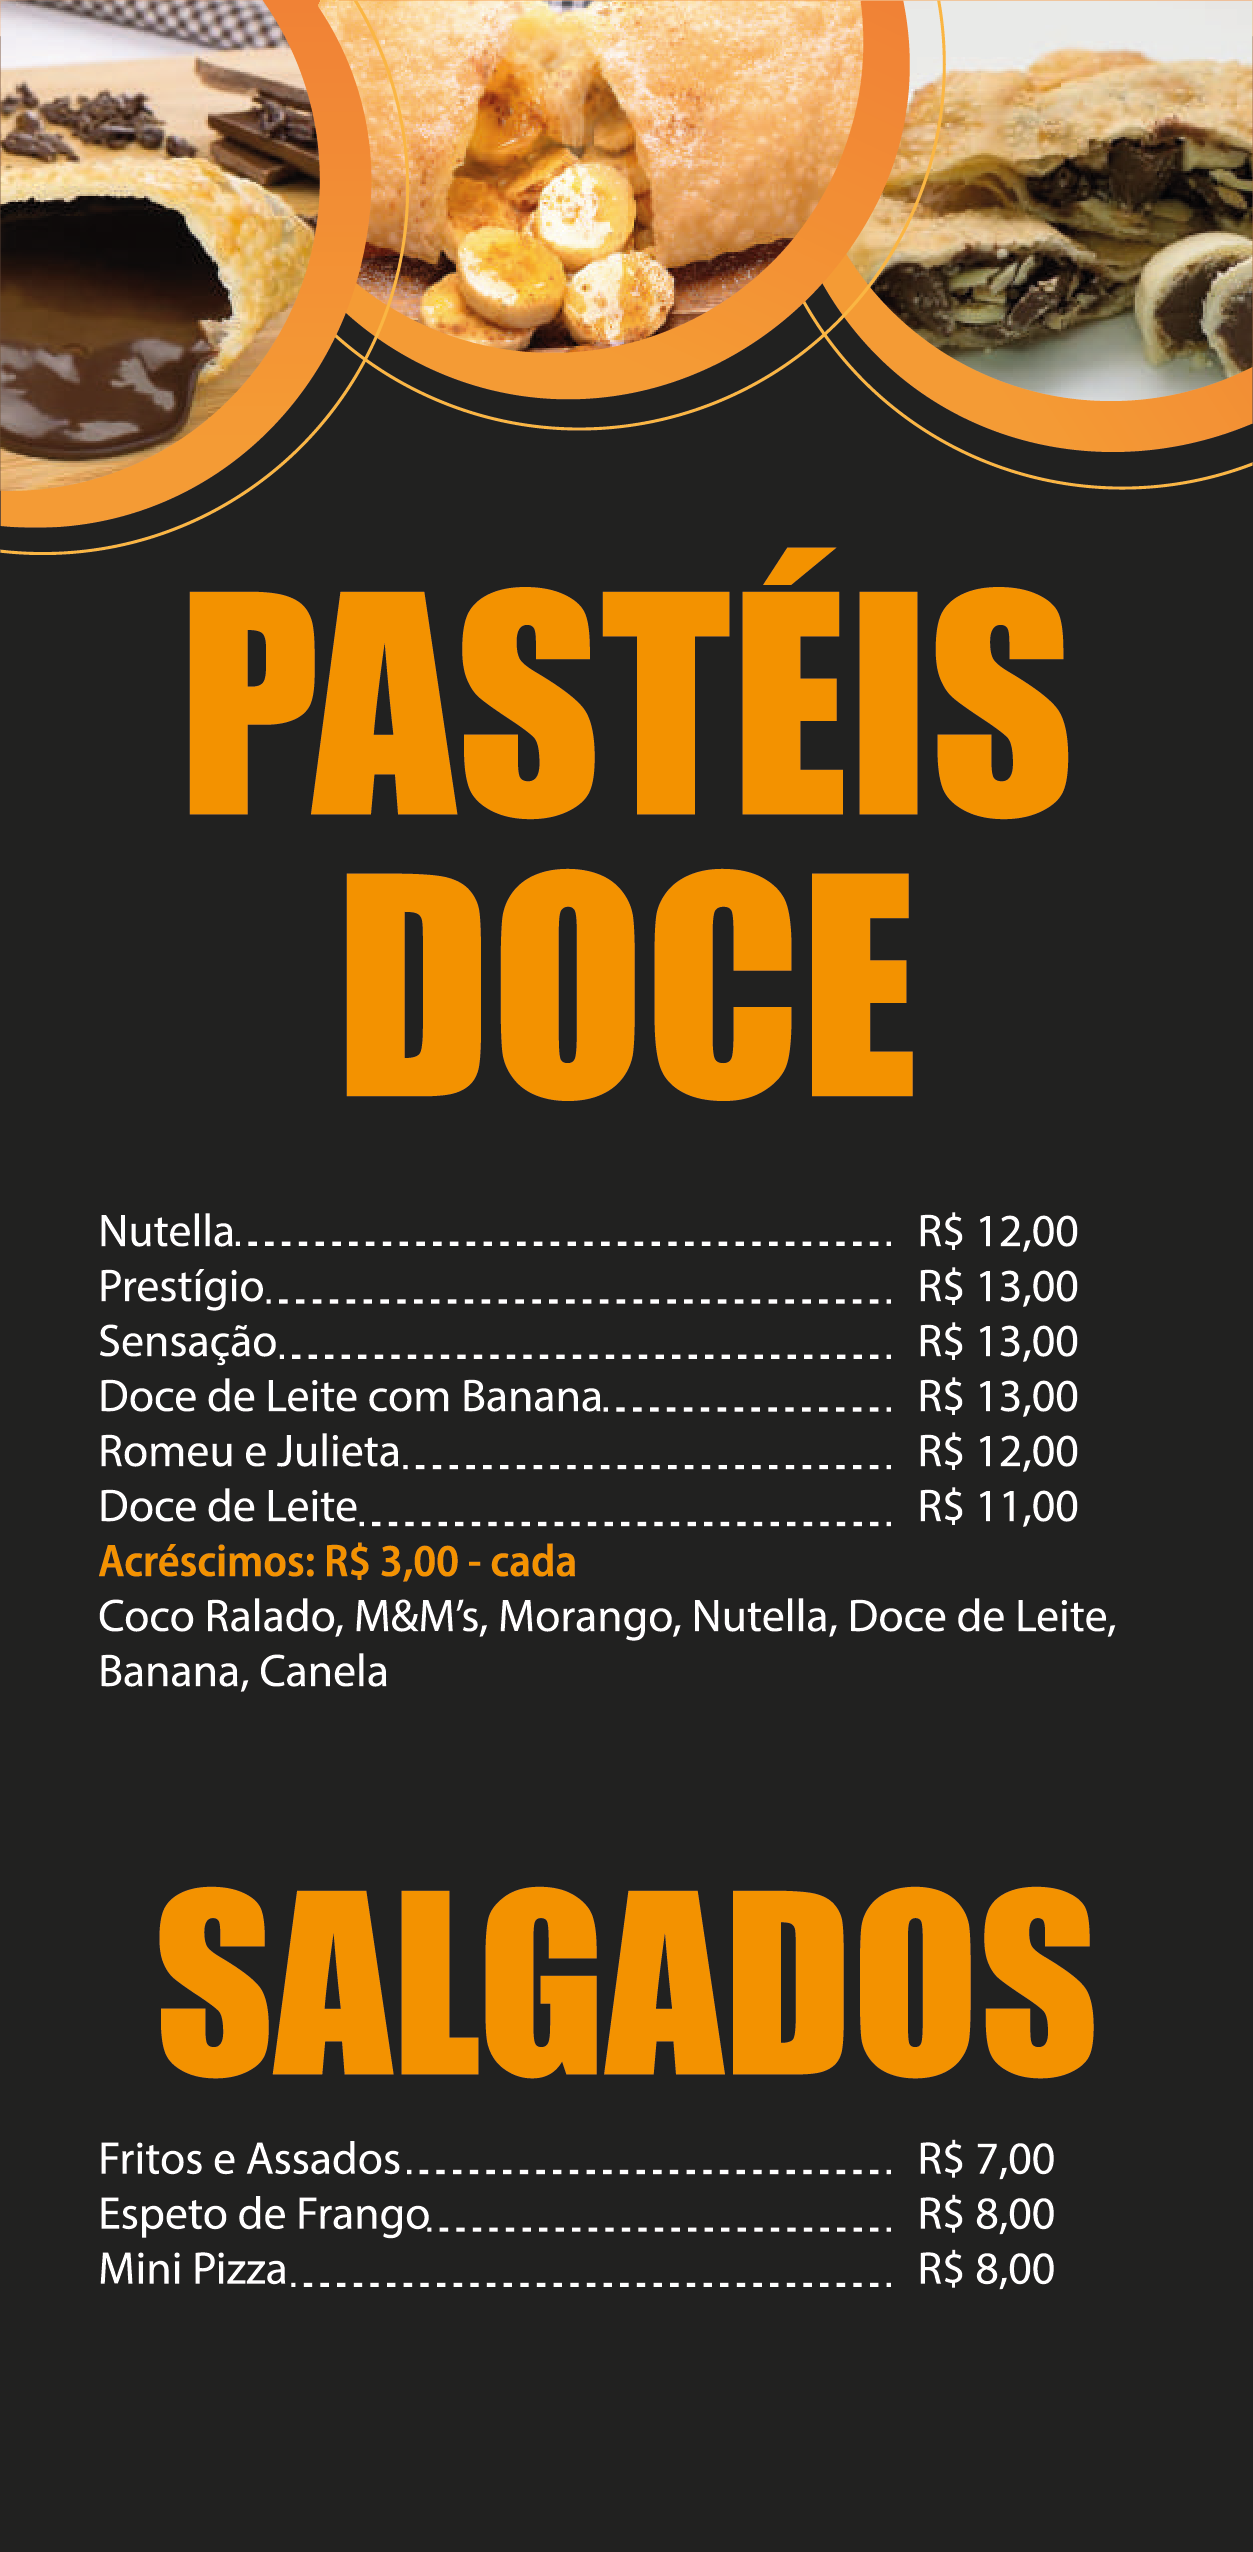 PASTÉIS
DOCE
Nutella R$ 12,00
Prestígio R$ 13,00
Sensação R$ 13,00
Doce de Leite com Banana R$ 13,00
Romeu e Julieta R$ 12,00
Doce de Leite R$ 11,00
Acréscimos: R$ 3,00 - cada
Coco Ralado, M&M’s, Morango, Nutella, Doce de Leite,
Banana, Canela
SALGADOS
Fritos e Assados R$ 7,00
Espeto de Frango R$ 8,00
Mini Pizza R$ 8,00